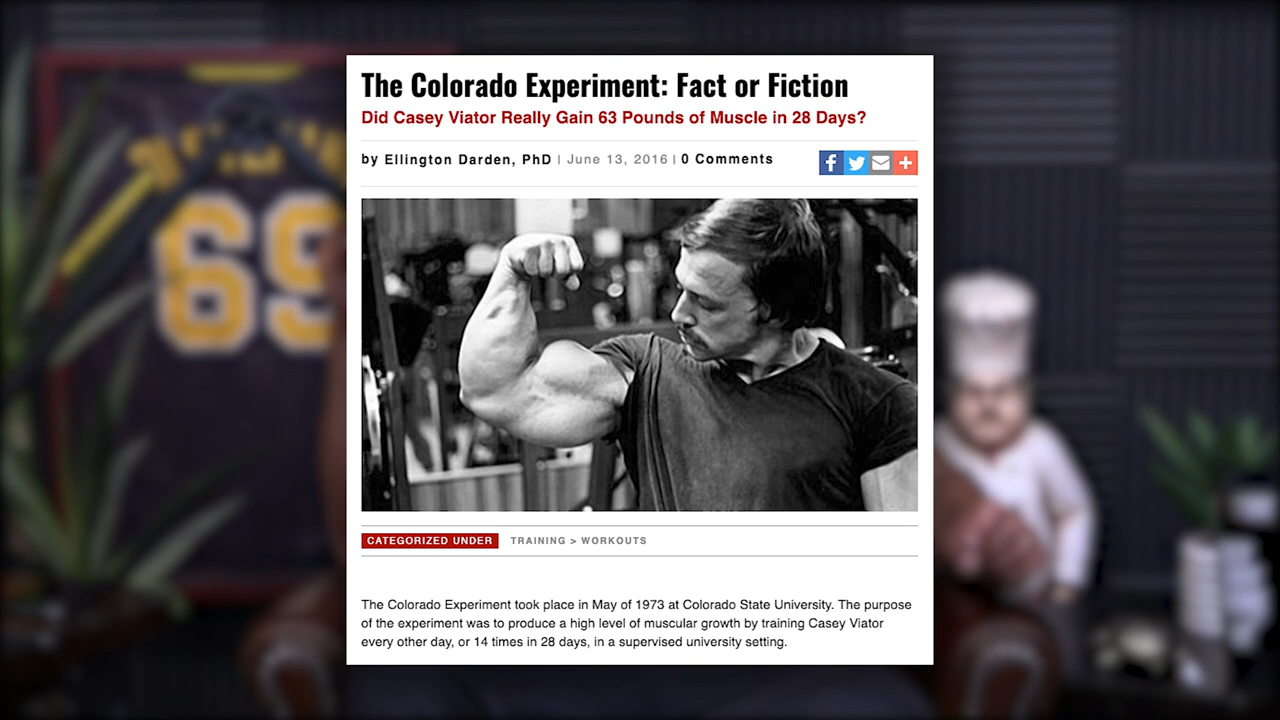 The Colorado Experiment: Fact or Fiction
Did Casey Viator Really Gain 63 Pounds of Muscle in 28 Days?
by Ellington Darden, PhD | June 13, 2016 | 0 Comments
CATEGORIZED UNDER TRAINING > WORKOUTS
The Colorado Experiment took place in May of 1973 at Colorado State University. The purpose
of the experiment was to produce a high level of muscular growth by training Casey Viator
every other day, or 14 times in 28 days, in a supervised university setting.
69